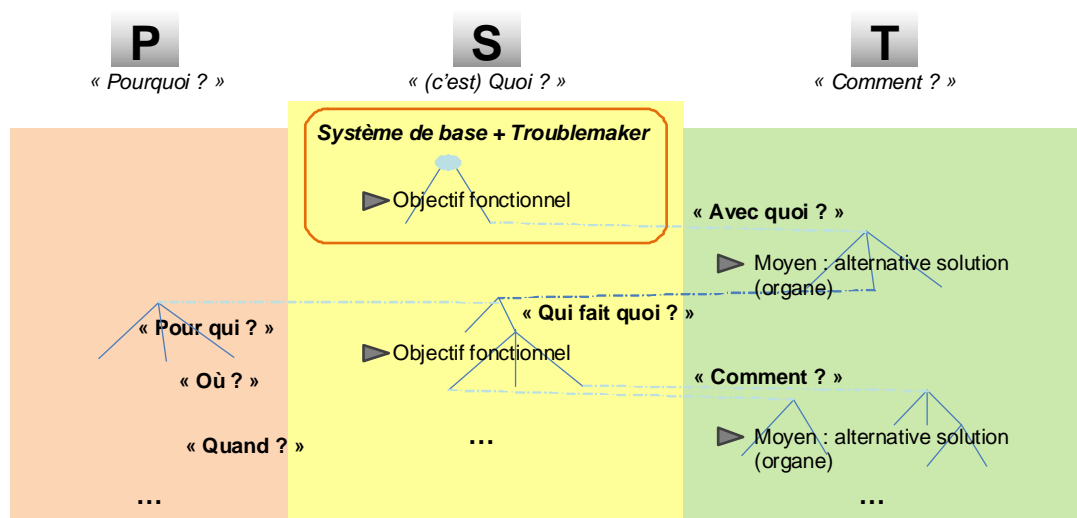 P
S
T
« Pourquoi ? »
« (c'est) Quoi ? »
« Comment ? »
Système de base + Troublemaker
Objectif fonctionnel
« Avec quoi ? »
Moyen : alternative solution
(organe)
« Pour qui ? »
« Qui fait quoi ? »
Objectif fonctionnel
« Où ? »
« Comment ? »
« Quand ? »
...
Moyen : alternative solution
(organe)
...
...